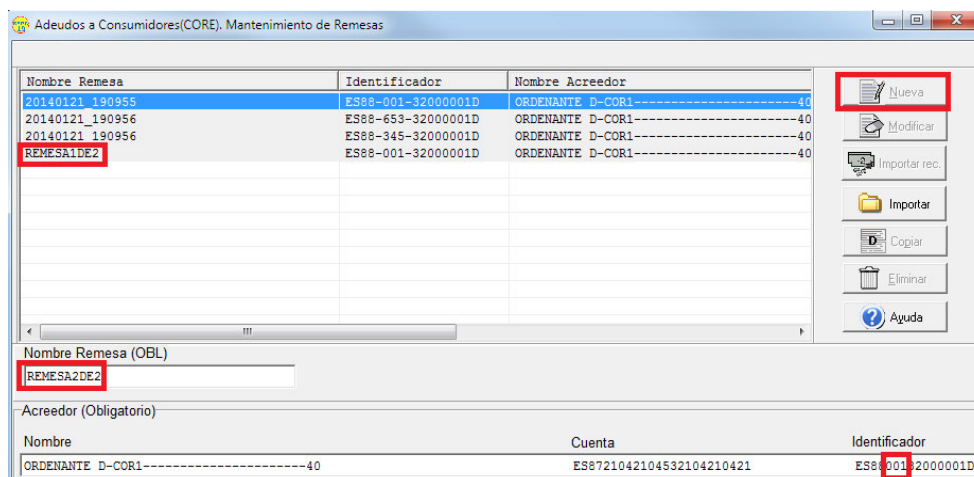 Adeudos a Consumidores(CORE). Mantenimiento de Remesas
Nombre Remesa Identificador Nombre Acreedor
20140121_190955 ES88-001-32000001D ORDENANTE D-COR1----------------------40
20140121_190956 ES88-653-32000001D ORDENANTE D-COR1----------------------40
20140121_190956 ES88-345-32000001D ORDENANTE D-COR1----------------------40
REMESA1DE2 ES88-001-32000001D ORDENANTE D-COR1----------------------40
Nueva
Modificar
Importar rec.
Importar
Copiar
Eliminar
Ayuda
Nombre Remesa (OBL)
REMESA2DE2
Acreedor (Obligatorio)
Nombre Cuenta Identificador
ORDENANTE D-COR1----------------------40 ES8721042104532104210421 ES8800132000001D